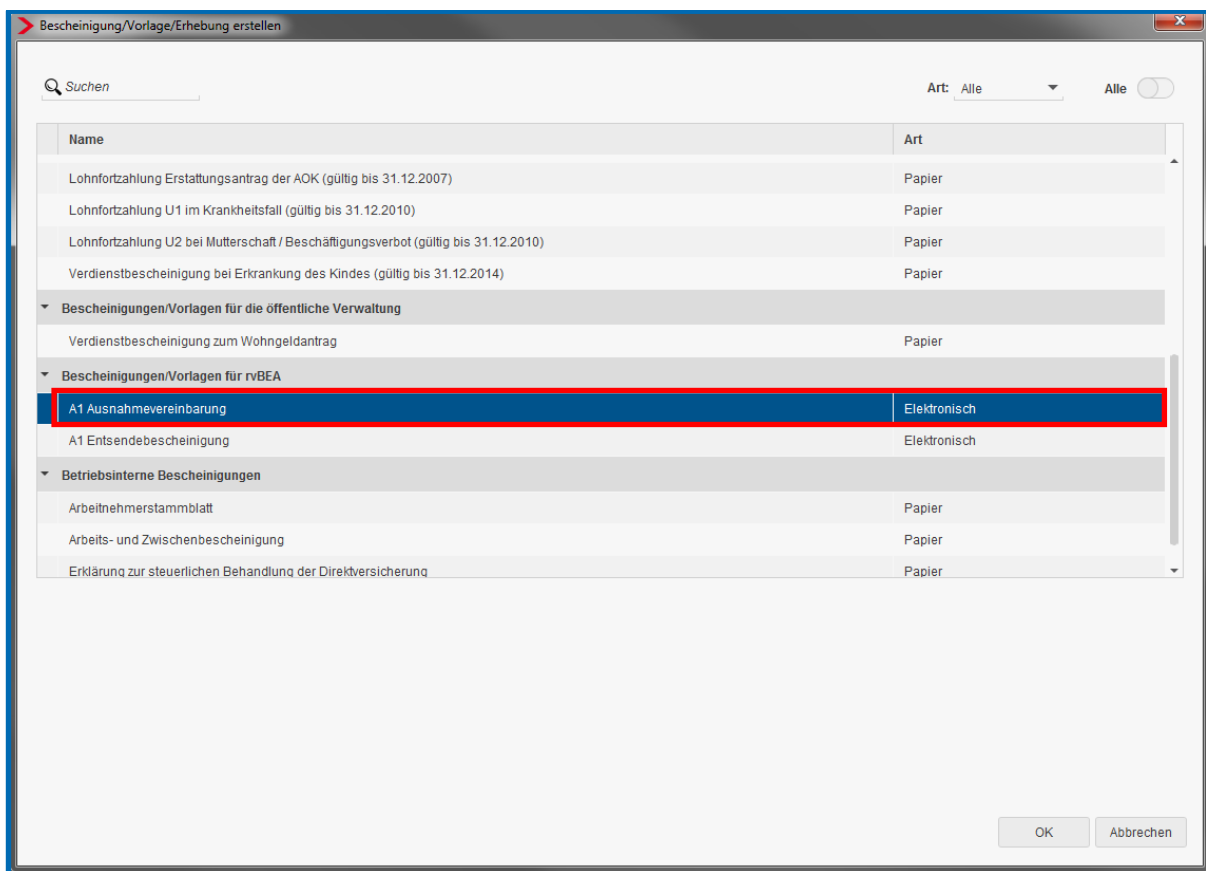 Bescheinigung/Vorlage/Erhebung erstellen
Suchen Art: Alle Alle
Name Art
Lohnfortzahlung Erstattungsantrag der AOK (gültig bis 31.12.2007) Papier
Lohnfortzahlung U1 im Krankheitsfall (gültig bis 31.12.2010) Papier
Lohnfortzahlung U2 bei Mutterschaft / Beschäftigungsverbot (gültig bis 31.12.2010) Papier
Verdienstbescheinigung bei Erkrankung des Kindes (gültig bis 31.12.2014) Papier
Bescheinigungen/Vorlagen für die öffentliche Verwaltung
Verdienstbescheinigung zum Wohngeldantrag Papier
Bescheinigungen/Vorlagen für rvBEA
A1 Ausnahmevereinbarung Elektronisch
A1 Entsendebescheinigung Elektronisch
Betriebsinterne Bescheinigungen
Arbeitnehmerstammblatt Papier
Arbeits- und Zwischenbescheinigung Papier
Erklärung zur steuerlichen Behandlung der Direktversicherung Papier
OK Abbrechen